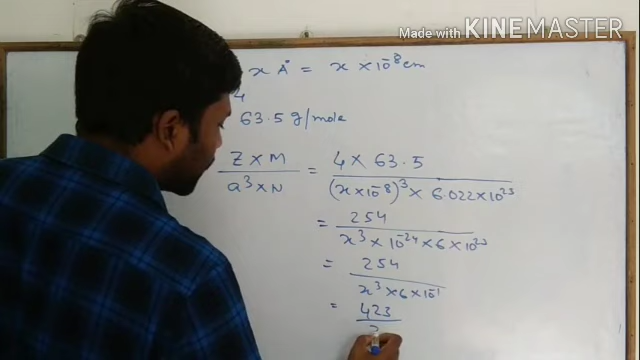 Made with KINEMASTER
x A° = x × 10⁻⁸ cm
4
63.5 g/mole
Z × M / a³ × N = 4 × 63.5 / (x × 10⁻⁸)³ × 6.022 × 10²³
= 254 / x³ × 10⁻²⁴ × 6 × 10²³
= 254 / x³ × 6 × 10⁻¹
= 423